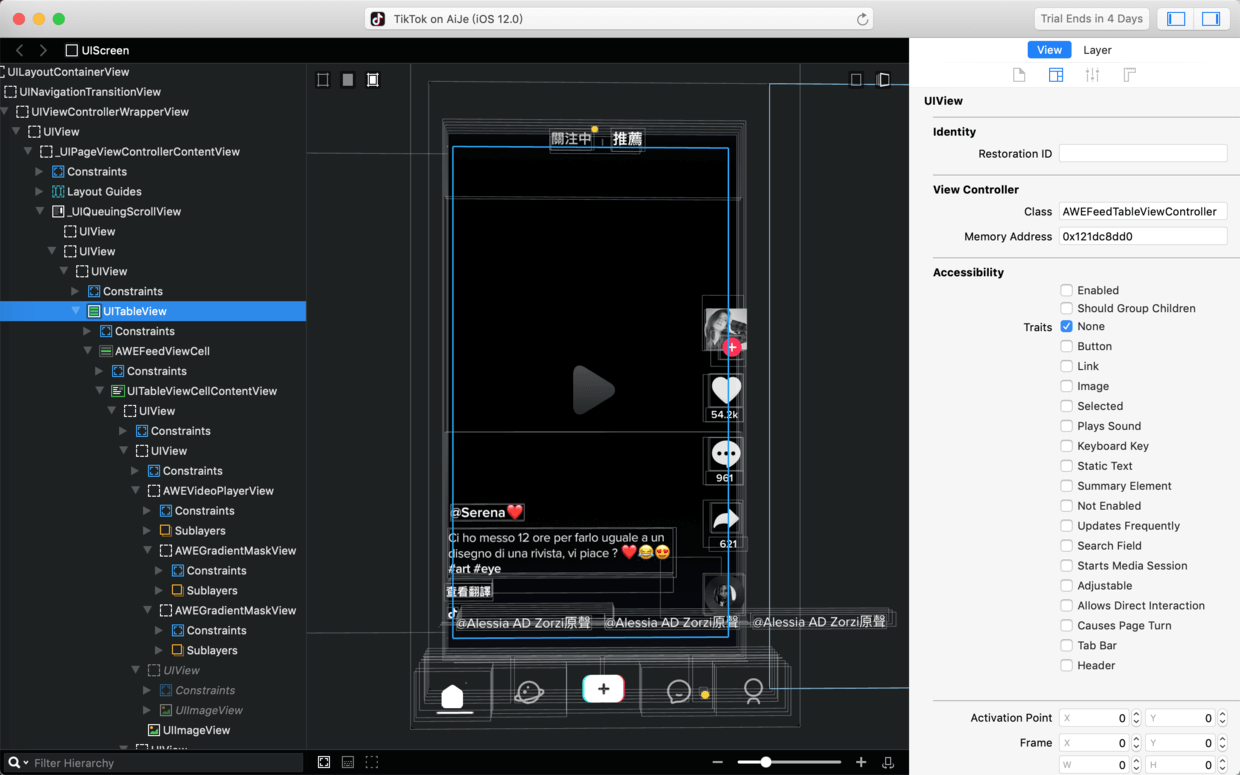 TikTok on AiJe (iOS 12.0)
Trial Ends in 4 Days
UIScreen
View
Layer
UILayoutContainerView
UINavigationTransitionView
UIViewControllerWrapperView
UIView
_UIPageViewControllerContentView
Constraints
Layout Guides
_UIQueuingScrollView
UIView
UIView
UIView
Constraints
UITableView
Constraints
AWEFeedViewCell
Constraints
UITableViewCellContentView
UIView
Constraints
UIView
Constraints
AWEVideoPlayerView
Constraints
Sublayers
AWEGradientMaskView
Constraints
Sublayers
AWEGradientMaskView
Constraints
Sublayers
UIView
Constraints
UIImageView
UIImageView
UIView
Filter Hierarchy
關注中
推薦
54.2k
961
621
@Serena❤️
Ci ho messo 12 ore per farlo uguale a un
disegno di una rivista, vi piace ? ❤️😂😍
#art #eye
查看翻譯
@Alessia AD Zorzi原聲
@Alessia AD Zorzi原聲
@Alessia AD Zorzi原聲
UIView
Identity
Restoration ID
View Controller
Class AWEFeedTableViewController
Memory Address 0x121dc8dd0
Accessibility
Enabled
Should Group Children
Traits None
Button
Link
Image
Selected
Plays Sound
Keyboard Key
Static Text
Summary Element
Not Enabled
Updates Frequently
Search Field
Starts Media Session
Adjustable
Allows Direct Interaction
Causes Page Turn
Tab Bar
Header
Activation Point X 0 Y 0
Frame X 0 Y 0
W 0 H 0